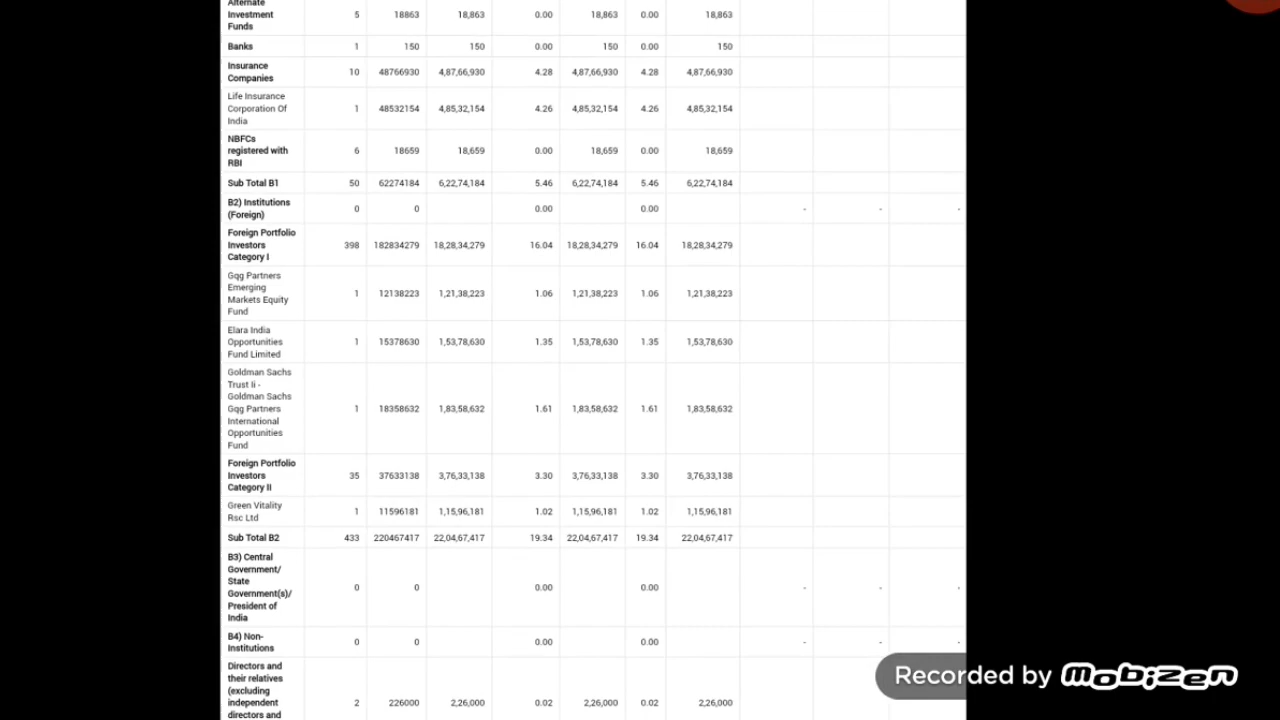 Alternate Investment Funds 5 18863 18,863 0.00 18,863 0.00 18,863
Banks 1 150 150 0.00 150 0.00 150
Insurance Companies 10 48766930 4,87,66,930 4.28 4,87,66,930 4.28 4,87,66,930
Life Insurance Corporation Of India 1 48532154 4,85,32,154 4.26 4,85,32,154 4.26 4,85,32,154
NBFCs registered with RBI 6 18659 18,659 0.00 18,659 0.00 18,659
Sub Total B1 50 62274184 6,22,74,184 5.46 6,22,74,184 5.46 6,22,74,184
B2) Institutions (Foreign) 0 0 0.00 0.00 - - -
Foreign Portfolio Investors Category I 398 182834279 18,28,34,279 16.04 18,28,34,279 16.04 18,28,34,279
Gqg Partners Emerging Markets Equity Fund 1 12138223 1,21,38,223 1.06 1,21,38,223 1.06 1,21,38,223
Elara India Opportunities Fund Limited 1 15378630 1,53,78,630 1.35 1,53,78,630 1.35 1,53,78,630
Goldman Sachs Trust Ii - Goldman Sachs Gqg Partners International Opportunities Fund 1 18358632 1,83,58,632 1.61 1,83,58,632 1.61 1,83,58,632
Foreign Portfolio Investors Category II 35 37633138 3,76,33,138 3.30 3,76,33,138 3.30 3,76,33,138
Green Vitality Rsc Ltd 1 11596181 1,15,96,181 1.02 1,15,96,181 1.02 1,15,96,181
Sub Total B2 433 220467417 22,04,67,417 19.34 22,04,67,417 19.34 22,04,67,417
B3) Central Government/ State Government(s)/ President of India 0 0 0.00 0.00 - - -
B4) Non-Institutions 0 0 0.00 0.00 - - -
Directors and their relatives (excluding independent directors and 2 226000 2,26,000 0.02 2,26,000 0.02 2,26,000
Recorded by mobizen